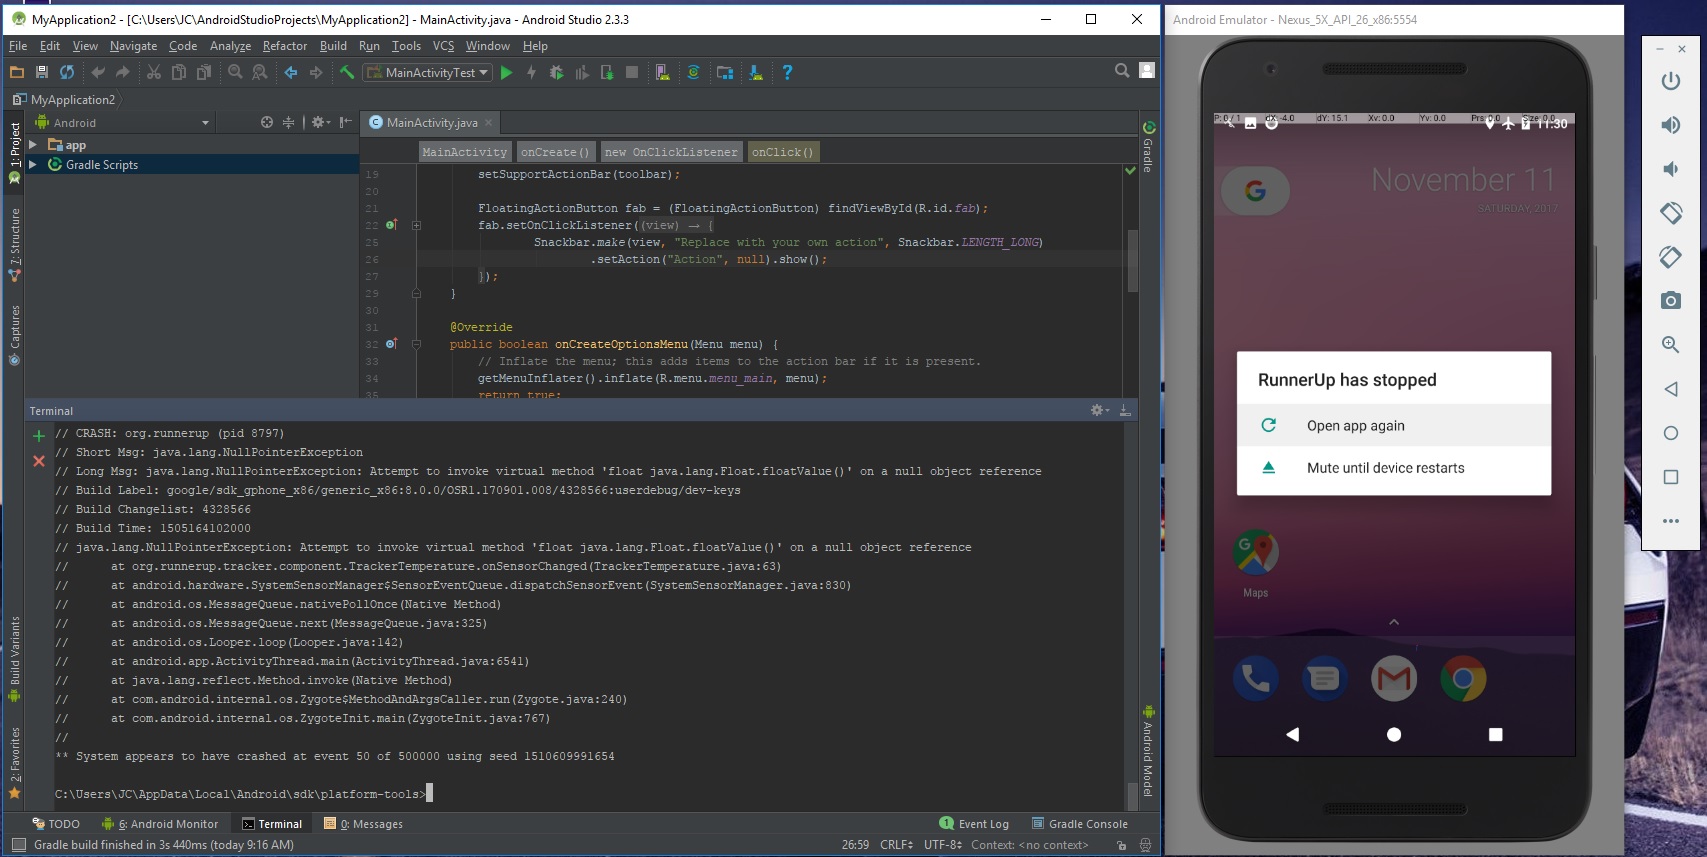 MyApplication2 - [C:\Users\JC\AndroidStudioProjects\MyApplication2] - MainActivity.java - Android Studio 2.3.3
File Edit View Navigate Code Analyze Refactor Build Run Tools VCS Window Help
MainActivityTest
MyApplication2
Android
MainActivity.java
app
Gradle Scripts
MainActivity onCreate() new OnClickListener onClick()
19 setSupportActionBar(toolbar);
20
21 FloatingActionButton fab = (FloatingActionButton) findViewById(R.id.fab);
22 fab.setOnClickListener((view) → {
25 Snackbar.make(view, "Replace with your own action", Snackbar.LENGTH_LONG)
26 .setAction("Action", null).show();
27 });
29 }
30
31 @Override
32 public boolean onCreateOptionsMenu(Menu menu) {
33 // Inflate the menu; this adds items to the action bar if it is present.
34 getMenuInflater().inflate(R.menu.menu_main, menu);
35 return true;
1: Project
7: Structure
Captures
Build Variants
2: Favorites
Gradle
Android Model
Terminal
// CRASH: org.runnerup (pid 8797)
// Short Msg: java.lang.NullPointerException
// Long Msg: java.lang.NullPointerException: Attempt to invoke virtual method 'float java.lang.Float.floatValue()' on a null object reference
// Build Label: google/sdk_gphone_x86/generic_x86:8.0.0/OSR1.170901.008/4328566:userdebug/dev-keys
// Build Changelist: 4328566
// Build Time: 1505164102000
// java.lang.NullPointerException: Attempt to invoke virtual method 'float java.lang.Float.floatValue()' on a null object reference
// at org.runnerup.tracker.component.TrackerTemperature.onSensorChanged(TrackerTemperature.java:63)
// at android.hardware.SystemSensorManager$SensorEventQueue.dispatchSensorEvent(SystemSensorManager.java:830)
// at android.os.MessageQueue.nativePollOnce(Native Method)
// at android.os.MessageQueue.next(MessageQueue.java:325)
// at android.os.Looper.loop(Looper.java:142)
// at android.app.ActivityThread.main(ActivityThread.java:6541)
// at java.lang.reflect.Method.invoke(Native Method)
// at com.android.internal.os.Zygote$MethodAndArgsCaller.run(Zygote.java:240)
// at com.android.internal.os.ZygoteInit.main(ZygoteInit.java:767)
//
** System appears to have crashed at event 50 of 500000 using seed 1510609991654
C:\Users\JC\AppData\Local\Android\sdk\platform-tools>
TODO 6: Android Monitor Terminal 0: Messages 1 Event Log Gradle Console
Gradle build finished in 3s 440ms (today 9:16 AM) 26:59 CRLF UTF-8 Context: <no context>
Android Emulator - Nexus_5X_API_26_x86:5554
P: 0 / 1 dX: -4.0 dY: 15.1 Xv: 0.0 Yv: 0.0 Prs: 0.0 Size: 0.0
11:30
G
November 11
SATURDAY, 2017
RunnerUp has stopped
Open app again
Mute until device restarts
G
Maps